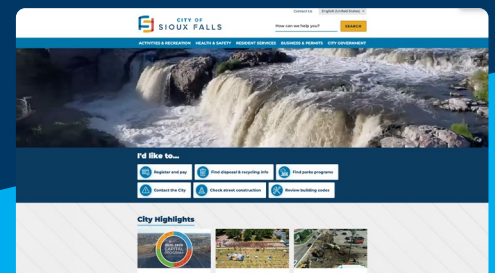 Contact Us English (United States)
CITY OF
SIOUX FALLS
How can we help you?
SEARCH
ACTIVITIES & RECREATION HEALTH & SAFETY RESIDENT SERVICES BUSINESS & PERMITS CITY GOVERNMENT
I'd like to...
Register and pay Find disposal & recycling info Find parks programs
Contact the City Check street construction Review building codes
City Highlights
CAPITAL
PROGRAM